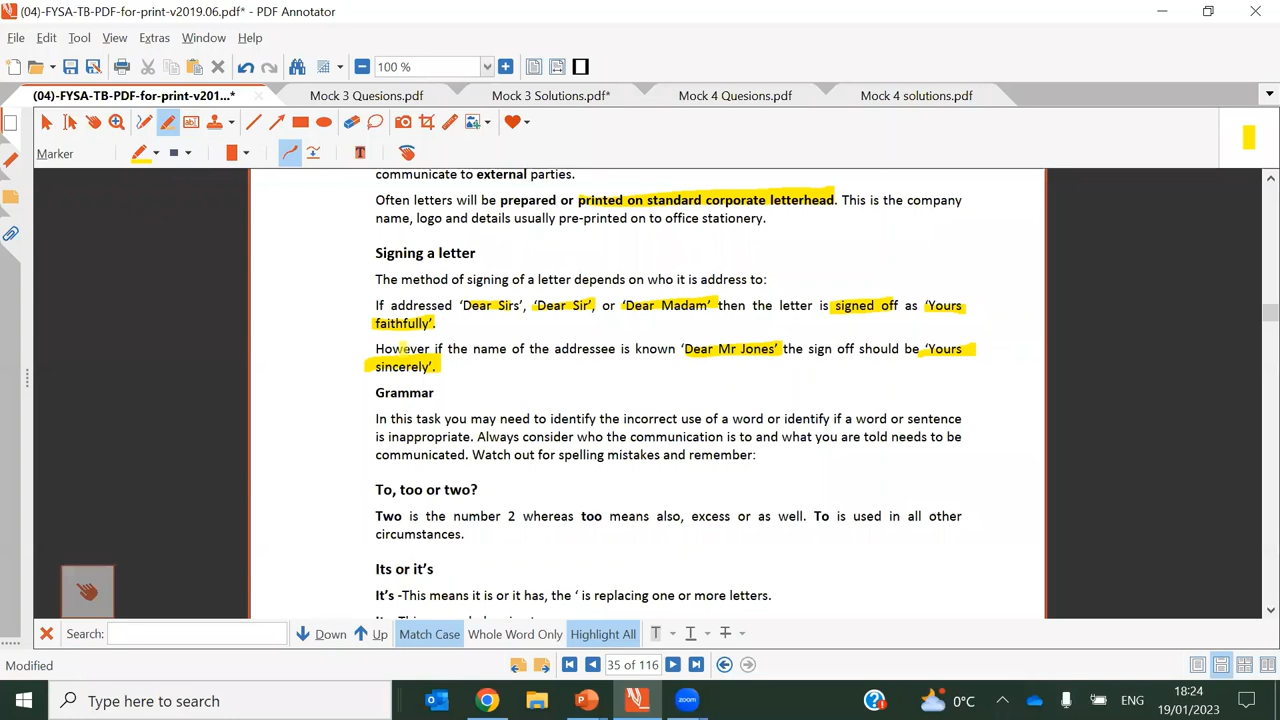 (04)-FYSA-TB-PDF-for-print-v2019.06.pdf* - PDF Annotator
File Edit Tool View Extras Window Help
100 %
(04)-FYSA-TB-PDF-for-print-v201...* Mock 3 Quesions.pdf Mock 3 Solutions.pdf* Mock 4 Quesions.pdf Mock 4 solutions.pdf
Marker
communicate to external parties.
Often letters will be prepared or printed on standard corporate letterhead. This is the company
name, logo and details usually pre-printed on to office stationery.
Signing a letter
The method of signing of a letter depends on who it is address to:
If addressed ‘Dear Sirs’, ‘Dear Sir’, or ‘Dear Madam’ then the letter is signed off as ‘Yours
faithfully’.
However if the name of the addressee is known ‘Dear Mr Jones’ the sign off should be ‘Yours
sincerely’.
Grammar
In this task you may need to identify the incorrect use of a word or identify if a word or sentence
is inappropriate. Always consider who the communication is to and what you are told needs to be
communicated. Watch out for spelling mistakes and remember:
To, too or two?
Two is the number 2 whereas too means also, excess or as well. To is used in all other
circumstances.
Its or it’s
It’s -This means it is or it has, the ‘ is replacing one or more letters.
Search: Down Up Match Case Whole Word Only Highlight All T T T
Modified 35 of 116
Type here to search 0°C ENG 18:24
19/01/2023